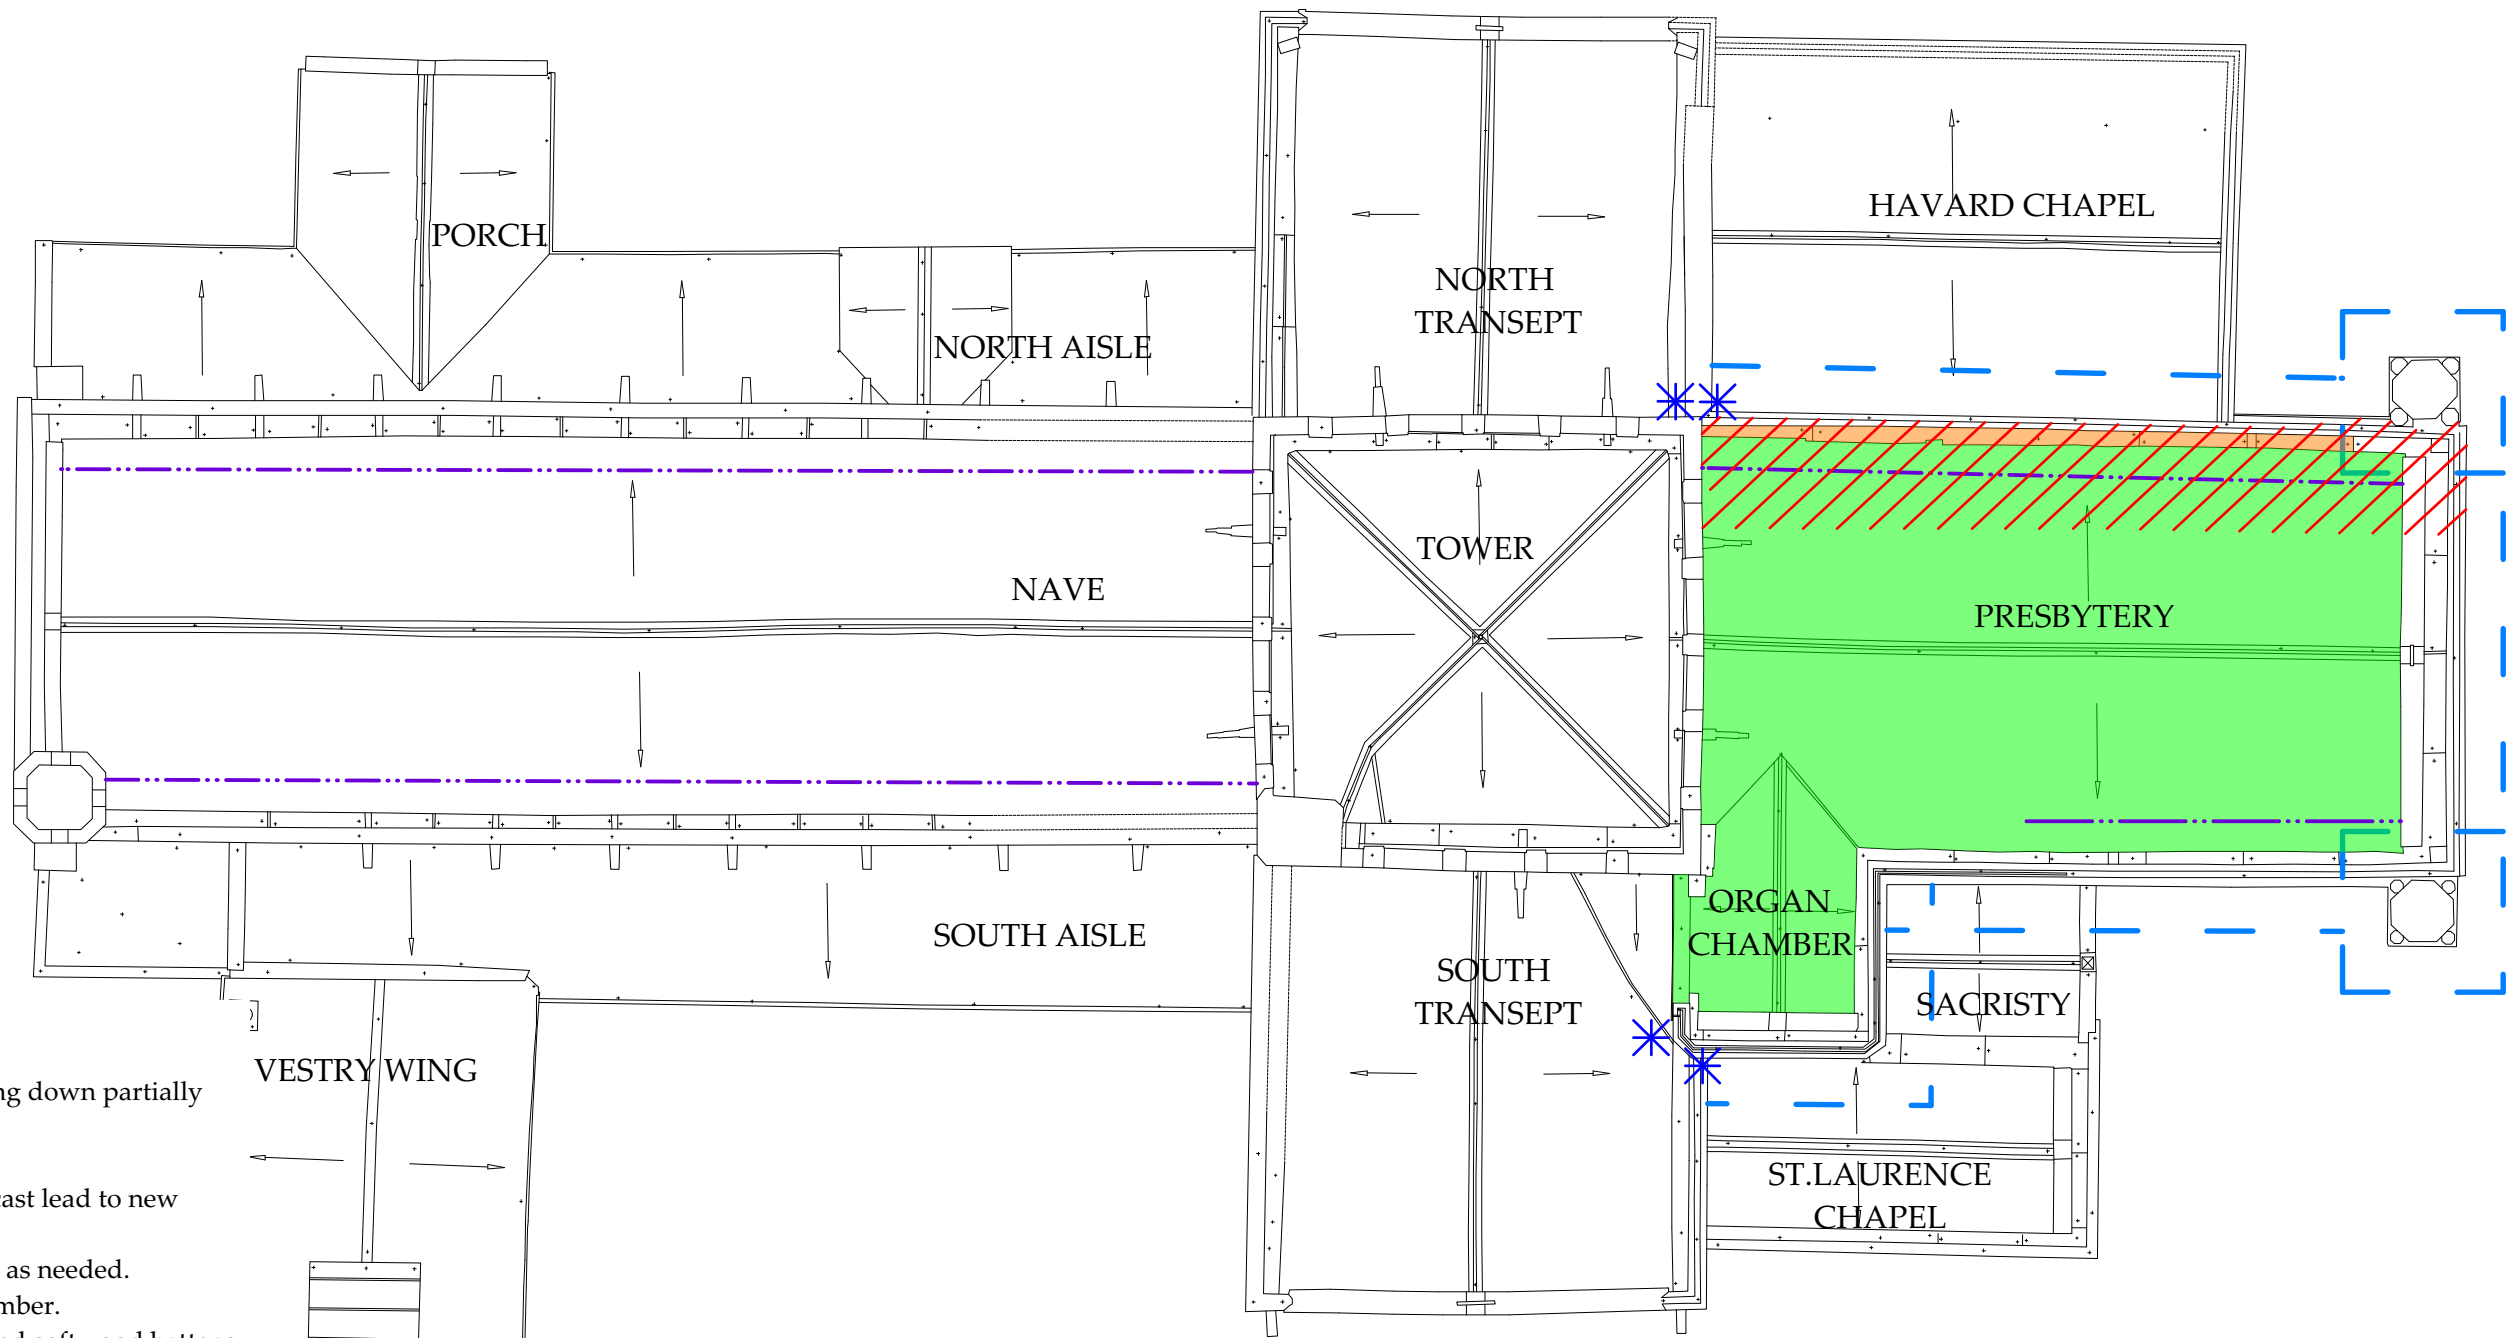 PORCH
HAVARD CHAPEL
NORTH
TRANSEPT
NORTH AISLE
TOWER
NAVE
PRESBYTERY
ORGAN
CHAMBER
SOUTH AISLE
SOUTH
TRANSEPT
SACRISTY
VESTRY WING
ng down partially
ST.LAURENCE
CHAPEL
cast lead to new
as needed.
mber.